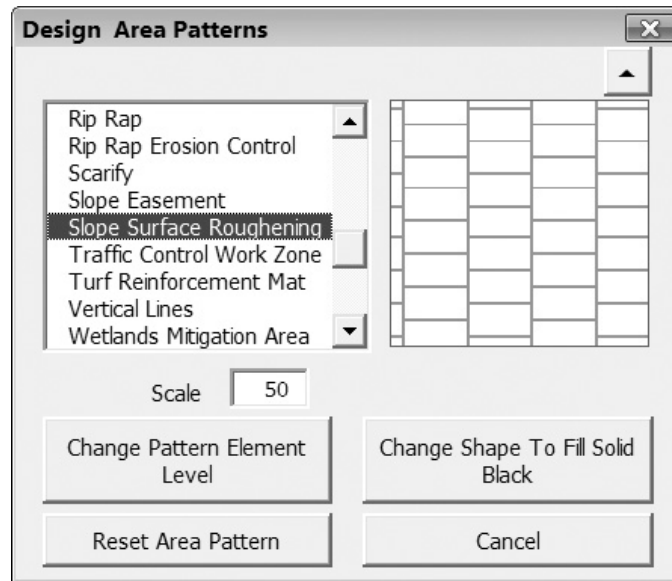 Design Area Patterns
Rip Rap
Rip Rap Erosion Control
Scarify
Slope Easement
Slope Surface Roughening
Traffic Control Work Zone
Turf Reinforcement Mat
Vertical Lines
Wetlands Mitigation Area
Scale 50
Change Pattern Element
Level
Change Shape To Fill Solid
Black
Reset Area Pattern
Cancel